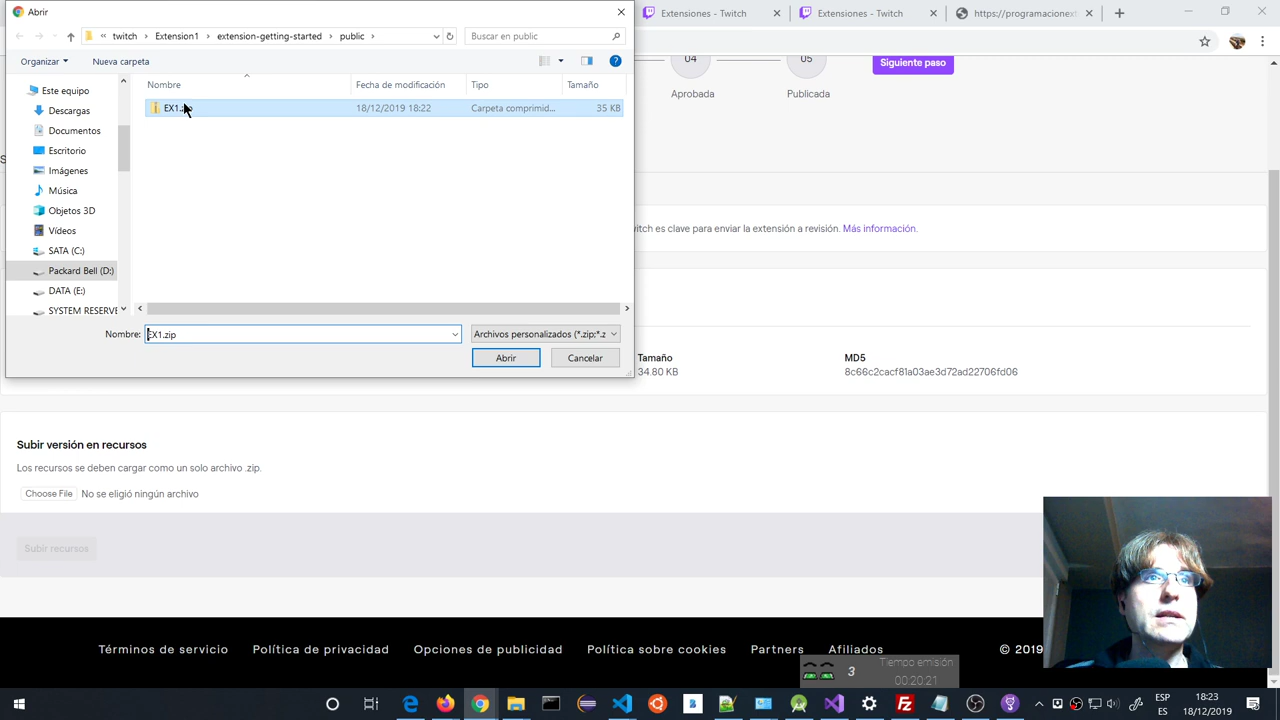 Abrir
Extensiones - Twitch
Extensiones - Twitch
https://programacionex
twitch
Extension1
extension-getting-started
public
Buscar en public
Organizar
Nueva carpeta
Siguiente paso
04
05
Aprobada
Publicada
Nombre
Fecha de modificación
Tipo
Tamaño
18/12/2019 18:22
Carpeta comprimid...
35 KB
Este equipo
Descargas
Documentos
Escritorio
Imágenes
Música
Objetos 3D
Vídeos
SATA (C:)
Packard Bell (D:)
DATA (E:)
SYSTEM RESERVE
witch es clave para enviar la extensión a revisión. Más información.
Nombre:
EX1.zip
Archivos personalizados (*.zip;*.z
Abrir
Cancelar
Tamaño
34.80 KB
MD5
8c66c2cacf81a03ae3d72ad22706fd06
Subir versión en recursos
Los recursos se deben cargar como un solo archivo .zip.
Choose File
No se eligió ningún archivo
Subir recursos
Términos de servicio
Política de privacidad
Opciones de publicidad
Política sobre cookies
Partners
Afiliados
© 2019
3
Tiempo emisión
00:20:21
ESP
ES
18:23
18/12/2019